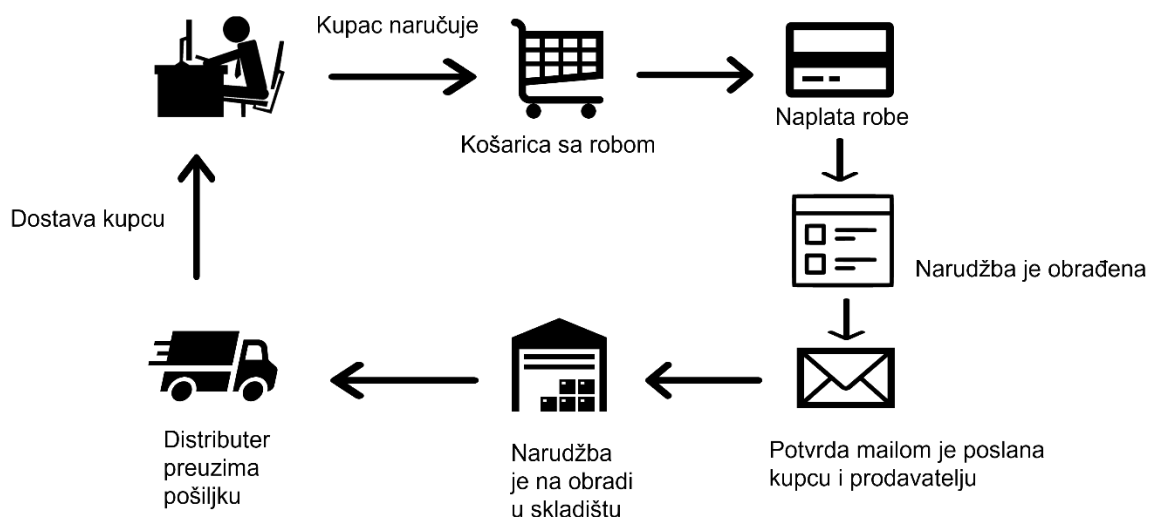 Kupac naručuje
Košarica sa robom
Naplata robe
Narudžba je obrađena
Potvrda mailom je poslana
kupcu i prodavatelju
Narudžba
je na obradi
u skladištu
Distributer
preuzima
pošiljku
Dostava kupcu